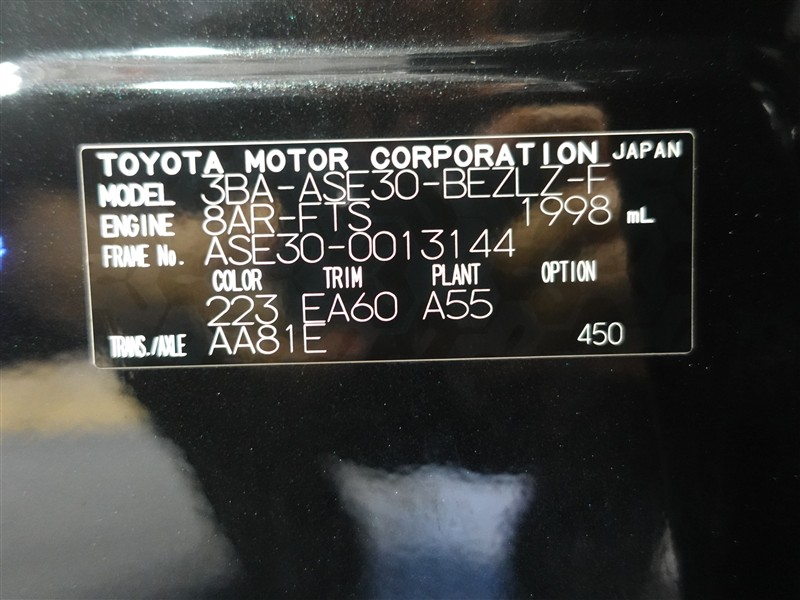 TOYOTA MOTOR CORPORATION JAPAN
MODEL 3BA-ASE30-BEZLZ-F
ENGINE 8AR-FTS 1998 mL
FRAME No. ASE30-0013144
COLOR TRIM PLANT OPTION
223 EA60 A55
TRANS./AXLE AA81E 450